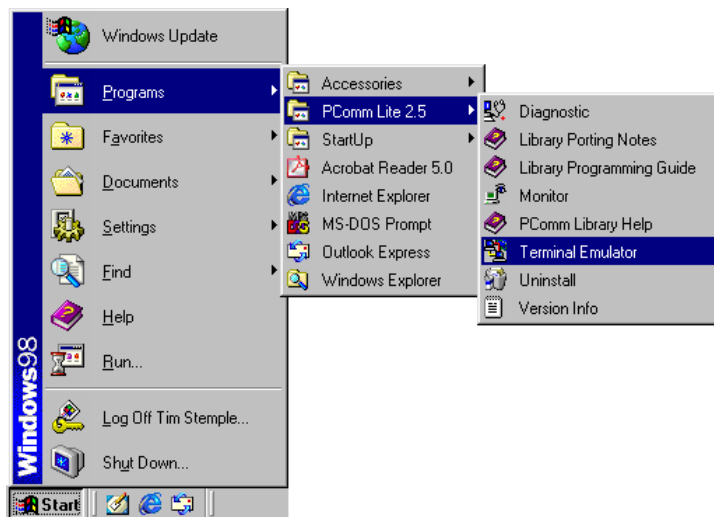 Windows Update
Programs
Favorites
Documents
Settings
Find
Help
Run...
Log Off Tim Stemple...
Shut Down...
Windows98
Start
Accessories
PComm Lite 2.5
StartUp
Acrobat Reader 5.0
Internet Explorer
MS-DOS Prompt
Outlook Express
Windows Explorer
Diagnostic
Library Porting Notes
Library Programming Guide
Monitor
PComm Library Help
Terminal Emulator
Uninstall
Version Info